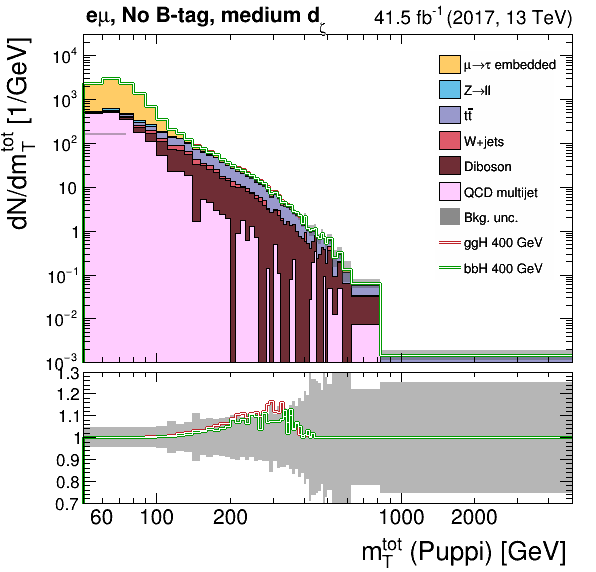 eμ, No B-tag, medium dζ
41.5 fb⁻¹ (2017, 13 TeV)
dN/dm_T^tot [1/GeV]
10⁴
10³
10²
10
1
10⁻¹
10⁻²
10⁻³
μ→τ embedded
Z→ll
tt̄
W+jets
Diboson
QCD multijet
Bkg. unc.
ggH 400 GeV
bbH 400 GeV
1.3
1.2
1.1
1
0.9
0.8
0.7
60 100 200 1000 2000
m_T^tot (Puppi) [GeV]